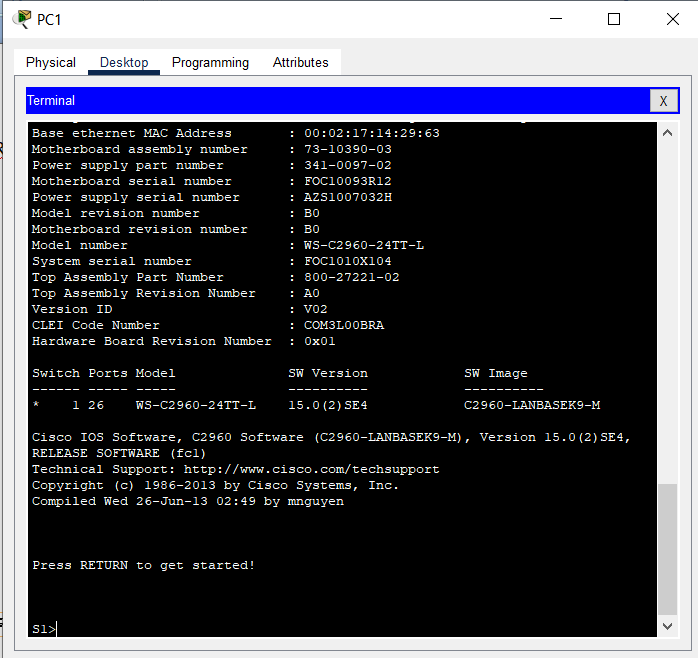 PC1
Physical Desktop Programming Attributes
Terminal X
Base ethernet MAC Address : 00:02:17:14:29:63
Motherboard assembly number : 73-10390-03
Power supply part number : 341-0097-02
Motherboard serial number : FOC10093R12
Power supply serial number : AZS1007032H
Model revision number : B0
Motherboard revision number : B0
Model number : WS-C2960-24TT-L
System serial number : FOC1010X104
Top Assembly Part Number : 800-27221-02
Top Assembly Revision Number : A0
Version ID : V02
CLEI Code Number : COM3L00BRA
Hardware Board Revision Number : 0x01
Switch Ports Model SW Version SW Image
------ ----- ----- ---------- ----------
* 1 26 WS-C2960-24TT-L 15.0(2)SE4 C2960-LANBASEK9-M
Cisco IOS Software, C2960 Software (C2960-LANBASEK9-M), Version 15.0(2)SE4,
RELEASE SOFTWARE (fc1)
Technical Support: http://www.cisco.com/techsupport
Copyright (c) 1986-2013 by Cisco Systems, Inc.
Compiled Wed 26-Jun-13 02:49 by mnguyen
Press RETURN to get started!
S1>